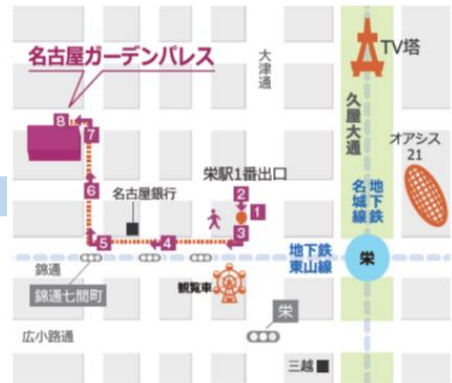 名古屋ガーデンパレス
大津通
TV塔
久屋大通
オアシス
21
8
7
栄駅1番出口
6
名古屋銀行
2
1
3
地下鉄
名城線
5
4
地下鉄
東山線
栄
錦通
錦通七間町
観覧車
栄
広小路通
三越